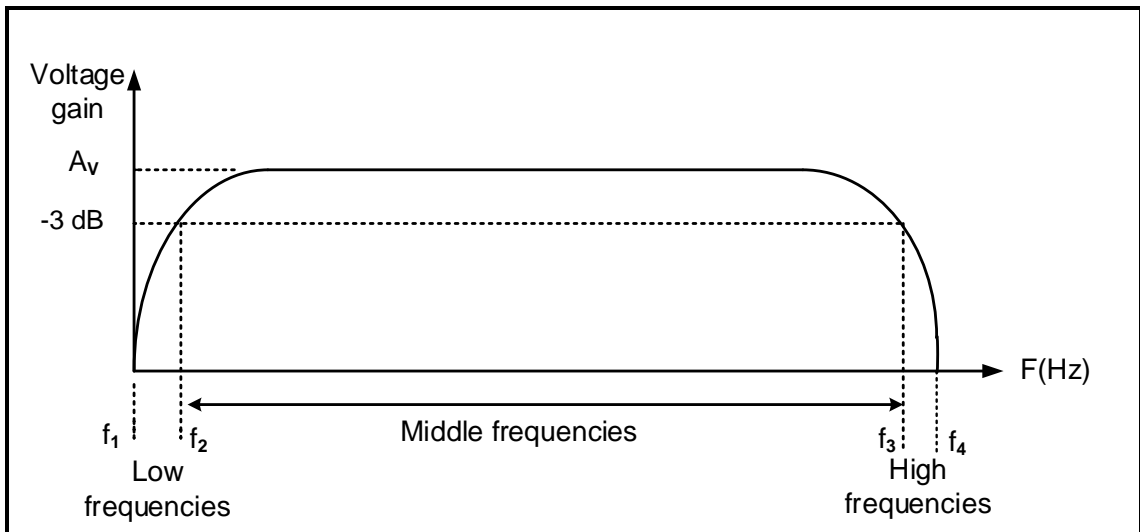 Voltage
gain
Av
-3 dB
F(Hz)
f1
f2
Middle frequencies
f3
f4
Low
frequencies
High
frequencies